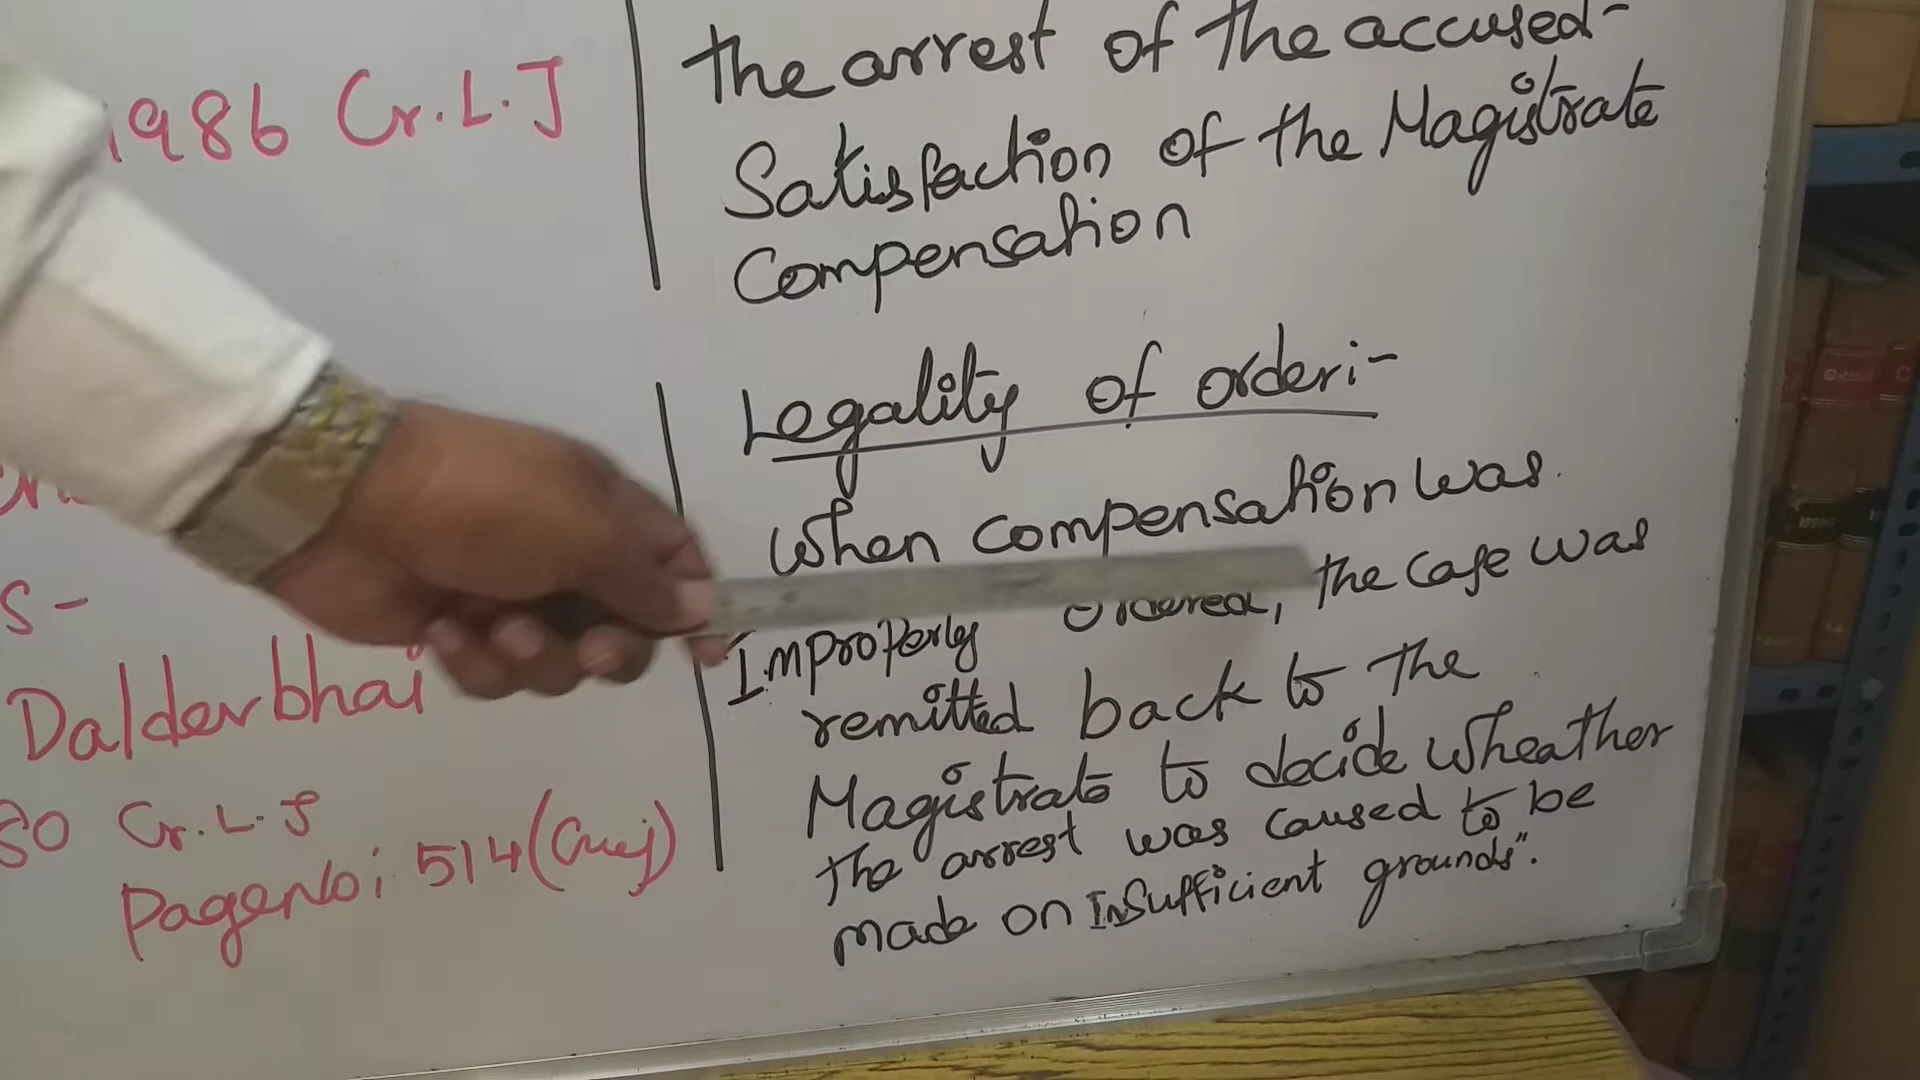 1986 Cr.L.J
S-
Dalderbhai
80 Cr.L.J
Pageno: 514 (Guj)
the arrest of the accused-
Satisfaction of the Magistrate
Compensation
Legality of order:-
When compensation was
Improperly ordered, the case was
remitted back to the
Magistrate to decide wheather
the arrest was caused to be
made on Insufficient grounds".